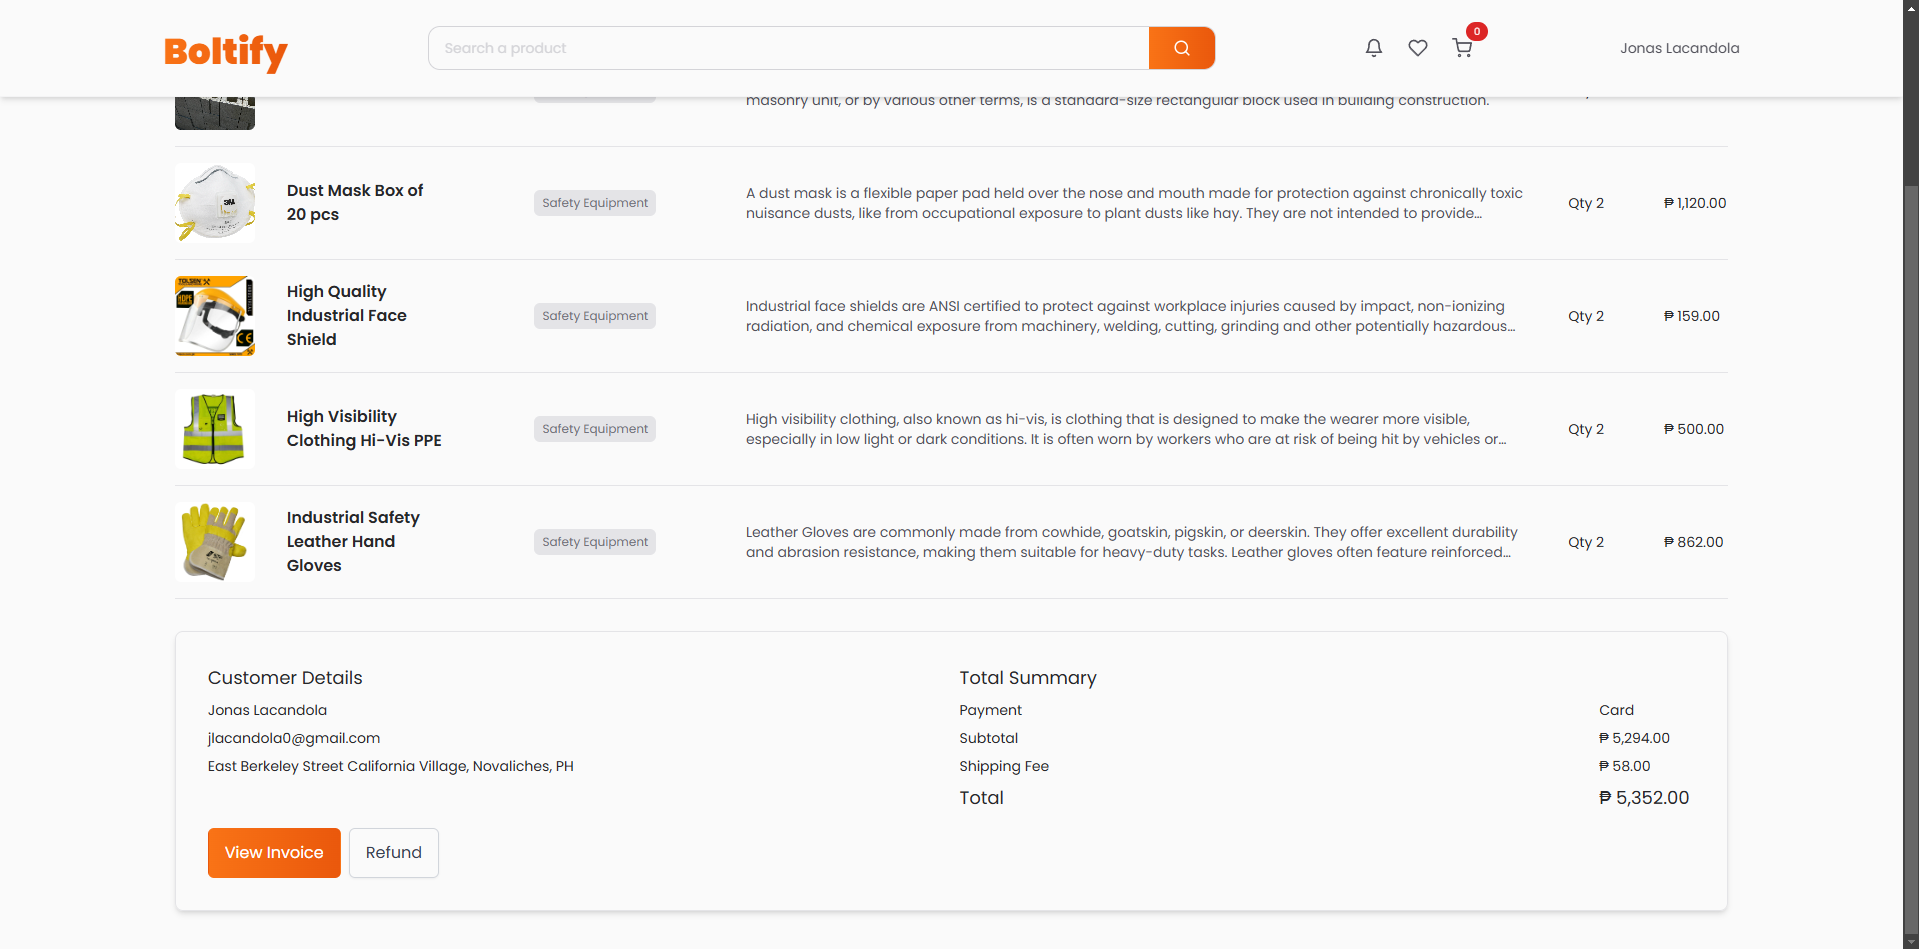 Boltify
Search a product
0
Jonas Lacandola
masonry unit, or by various other terms, is a standard-size rectangular block used in building construction.
Dust Mask Box of
20 pcs
Safety Equipment
A dust mask is a flexible paper pad held over the nose and mouth made for protection against chronically toxic
nuisance dusts, like from occupational exposure to plant dusts like hay. They are not intended to provide…
Qty 2
₱ 1,120.00
High Quality
Industrial Face
Shield
Safety Equipment
Industrial face shields are ANSI certified to protect against workplace injuries caused by impact, non-ionizing
radiation, and chemical exposure from machinery, welding, cutting, grinding and other potentially hazardous…
Qty 2
₱ 159.00
High Visibility
Clothing Hi-Vis PPE
Safety Equipment
High visibility clothing, also known as hi-vis, is clothing that is designed to make the wearer more visible,
especially in low light or dark conditions. It is often worn by workers who are at risk of being hit by vehicles or…
Qty 2
₱ 500.00
Industrial Safety
Leather Hand
Gloves
Safety Equipment
Leather Gloves are commonly made from cowhide, goatskin, pigskin, or deerskin. They offer excellent durability
and abrasion resistance, making them suitable for heavy-duty tasks. Leather gloves often feature reinforced…
Qty 2
₱ 862.00
Customer Details
Jonas Lacandola
jlacandola0@gmail.com
East Berkeley Street California Village, Novaliches, PH
Total Summary
Payment
Card
Subtotal
₱ 5,294.00
Shipping Fee
₱ 58.00
Total
₱ 5,352.00
View Invoice
Refund